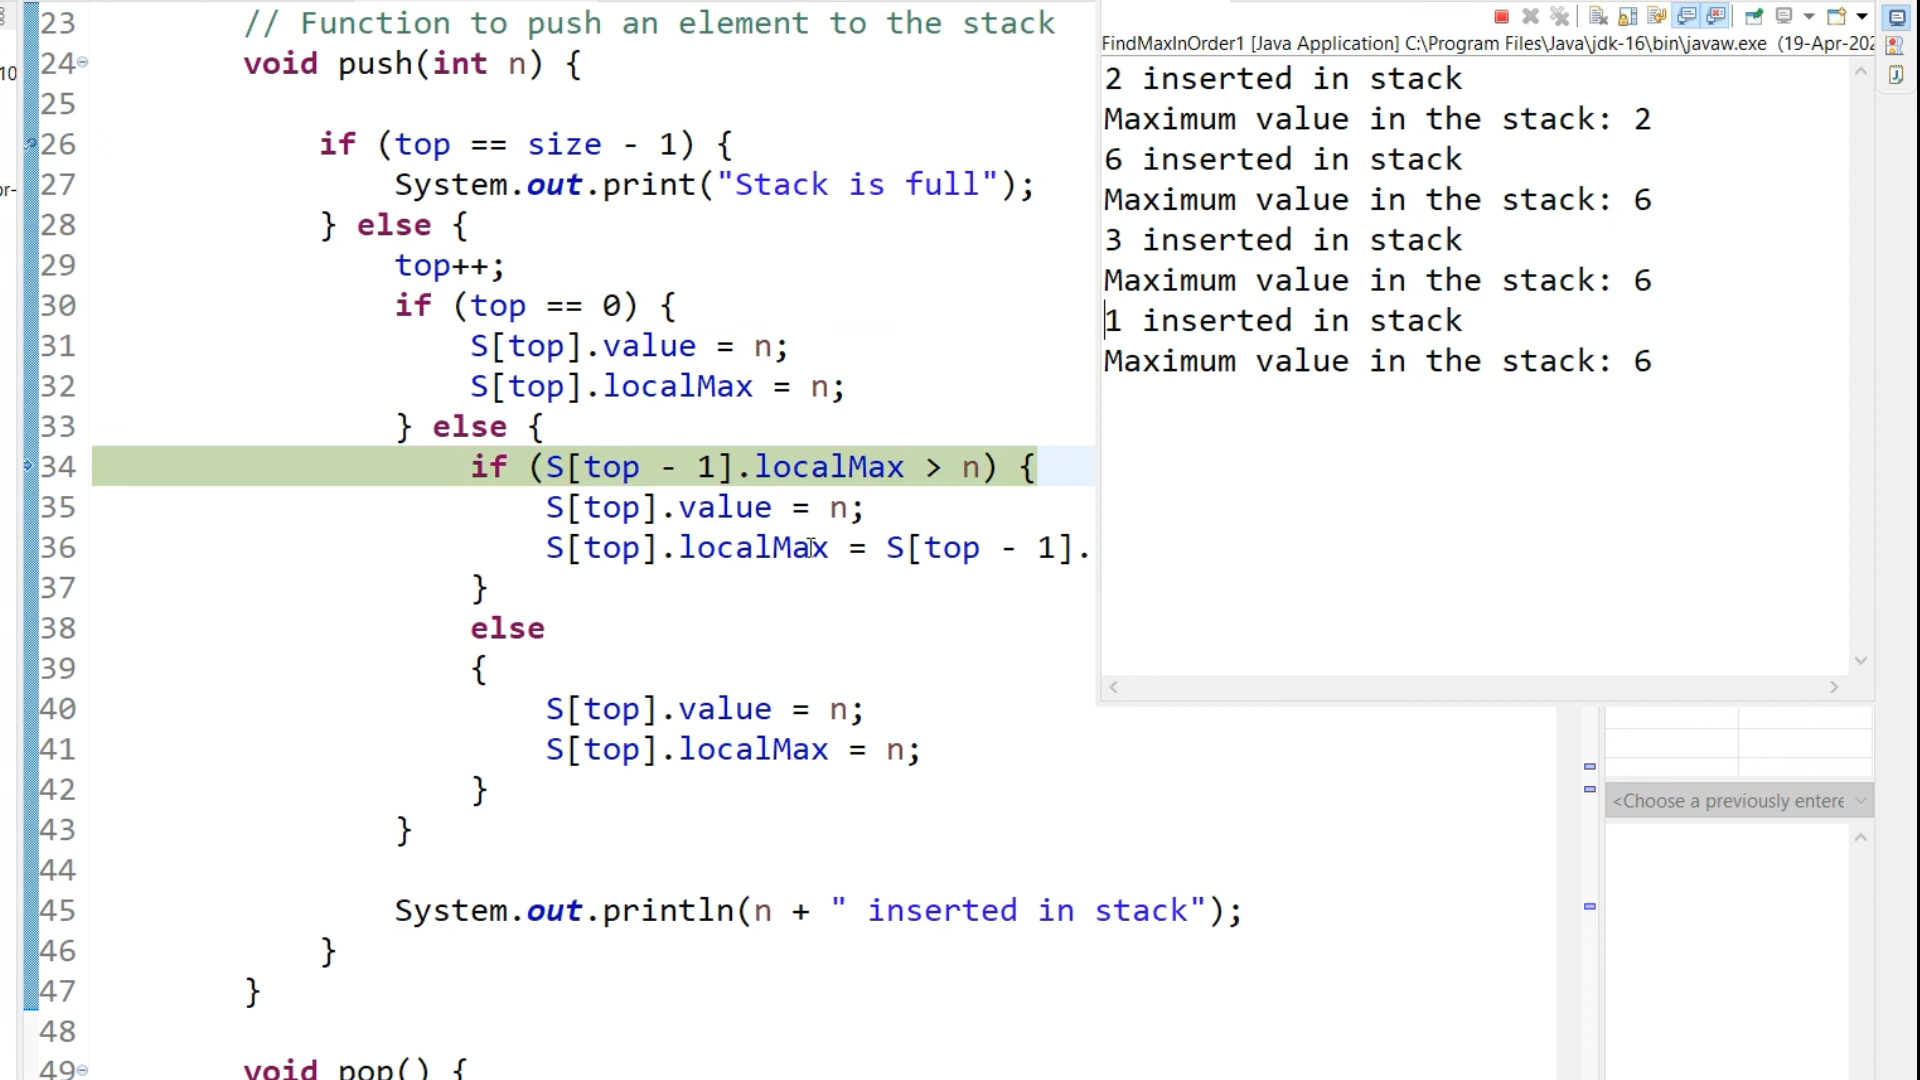 23 // Function to push an element to the stack
24 void push(int n) {
25
26 if (top == size - 1) {
27 System.out.print("Stack is full");
28 } else {
29 top++;
30 if (top == 0) {
31 S[top].value = n;
32 S[top].localMax = n;
33 } else {
34 if (S[top - 1].localMax > n) {
35 S[top].value = n;
36 S[top].localMax = S[top - 1].
37 }
38 else
39 {
40 S[top].value = n;
41 S[top].localMax = n;
42 }
43 }
44
45 System.out.println(n + " inserted in stack");
46 }
47 }
48
49 void pop() {
10
or-
FindMaxInOrder1 [Java Application] C:\Program Files\Java\jdk-16\bin\javaw.exe (19-Apr-202
2 inserted in stack
Maximum value in the stack: 2
6 inserted in stack
Maximum value in the stack: 6
3 inserted in stack
Maximum value in the stack: 6
1 inserted in stack
Maximum value in the stack: 6
<Choose a previously entere